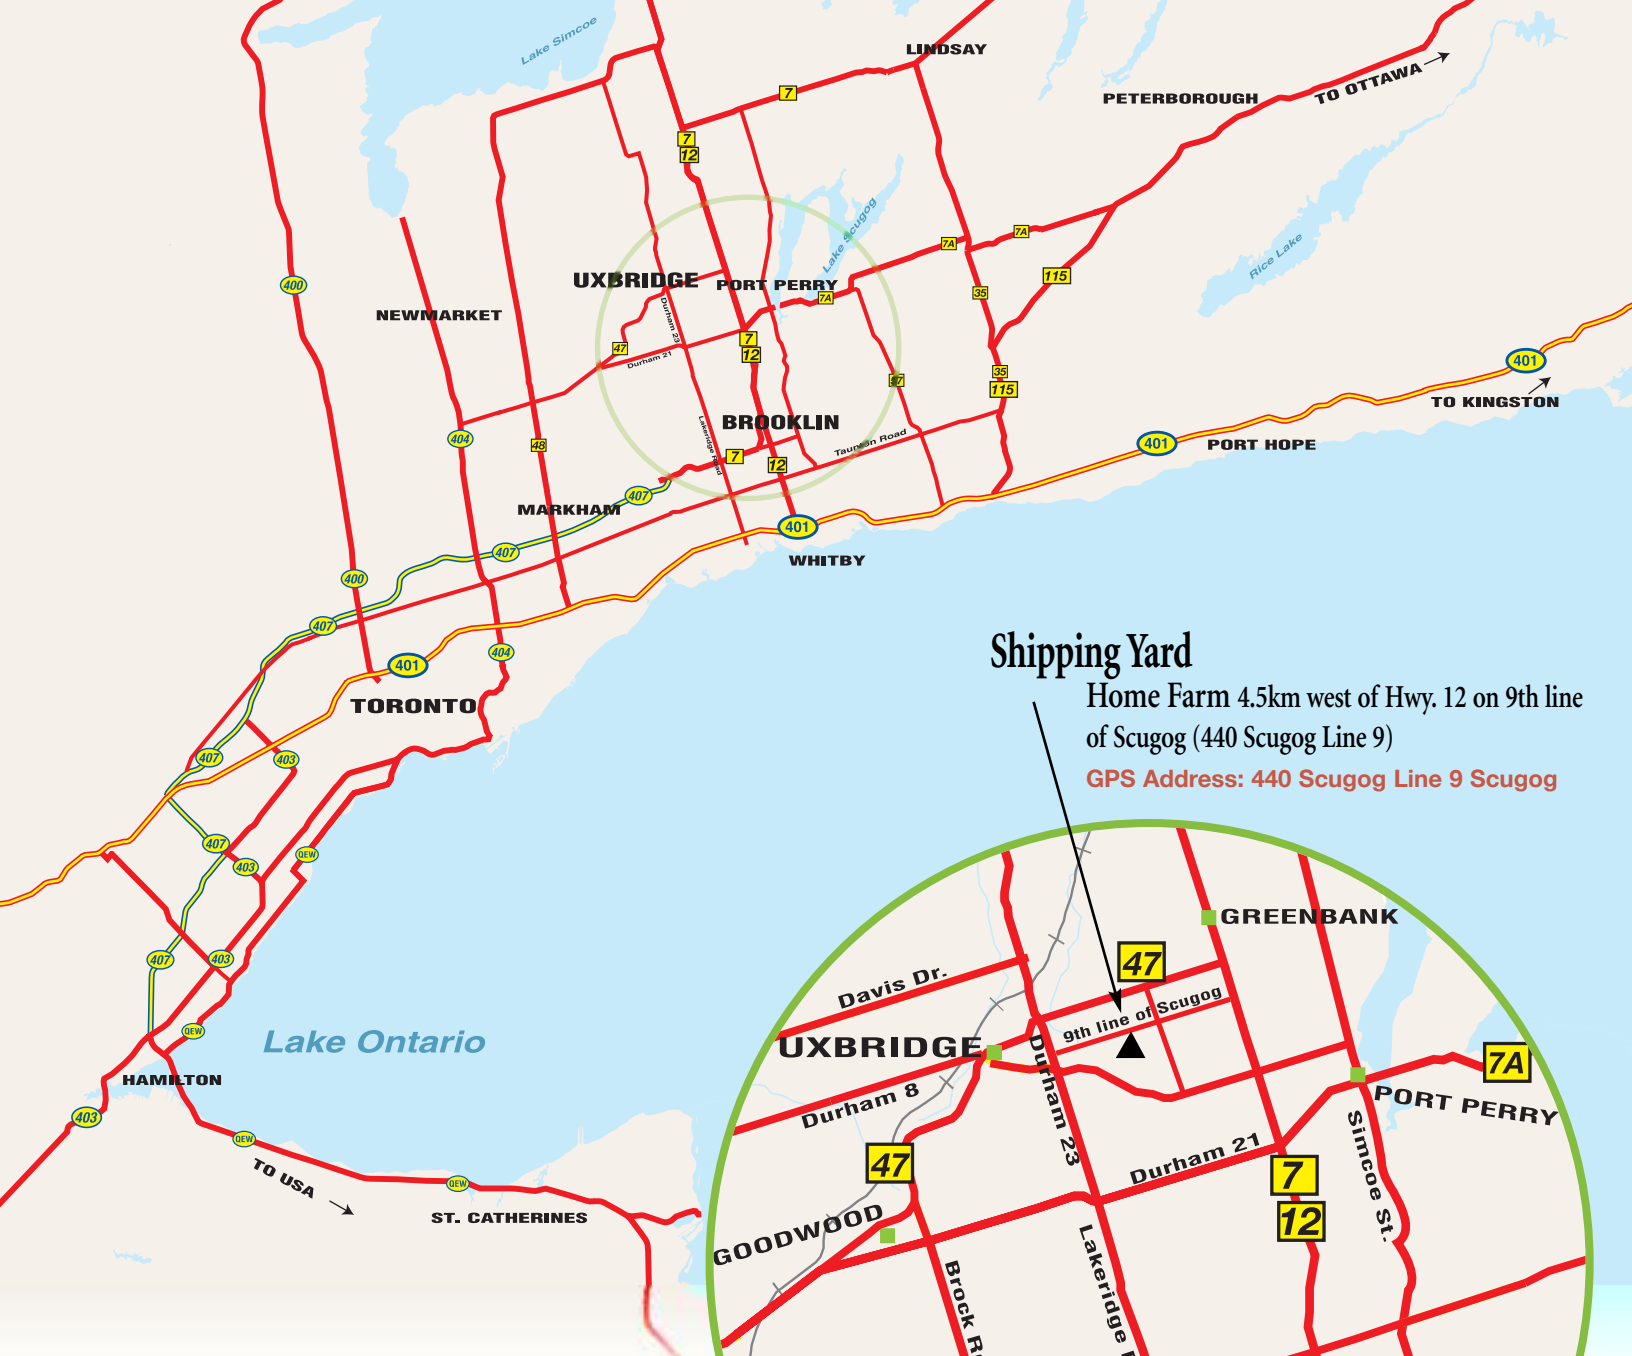 Lake Simcoe
LINDSAY
PETERBOROUGH
TO OTTAWA
7
7
12
Lake Scugog
Rice Lake
7A
7A
115
35
400
UXBRIDGE
PORT PERRY
7A
NEWMARKET
Durham 23
47
Durham 21
7
12
35
115
401
TO KINGSTON
BROOKLIN
404
48
Lakeridge Road
7
12
Taunton Road
401
PORT HOPE
407
MARKHAM
401
WHITBY
407
400
407
404
401
TORONTO
407
403
407
403
QEW
407
403
QEW
Lake Ontario
HAMILTON
403
QEW
TO USA
QEW
ST. CATHERINES
Shipping Yard
Home Farm 4.5km west of Hwy. 12 on 9th line
of Scugog (440 Scugog Line 9)
GPS Address: 440 Scugog Line 9 Scugog
GREENBANK
47
Davis Dr.
9th line of Scugog
UXBRIDGE
Durham 23
7A
Durham 8
PORT PERRY
47
Durham 21
Simcoe St.
7
12
GOODWOOD
Lakeridge
Brock